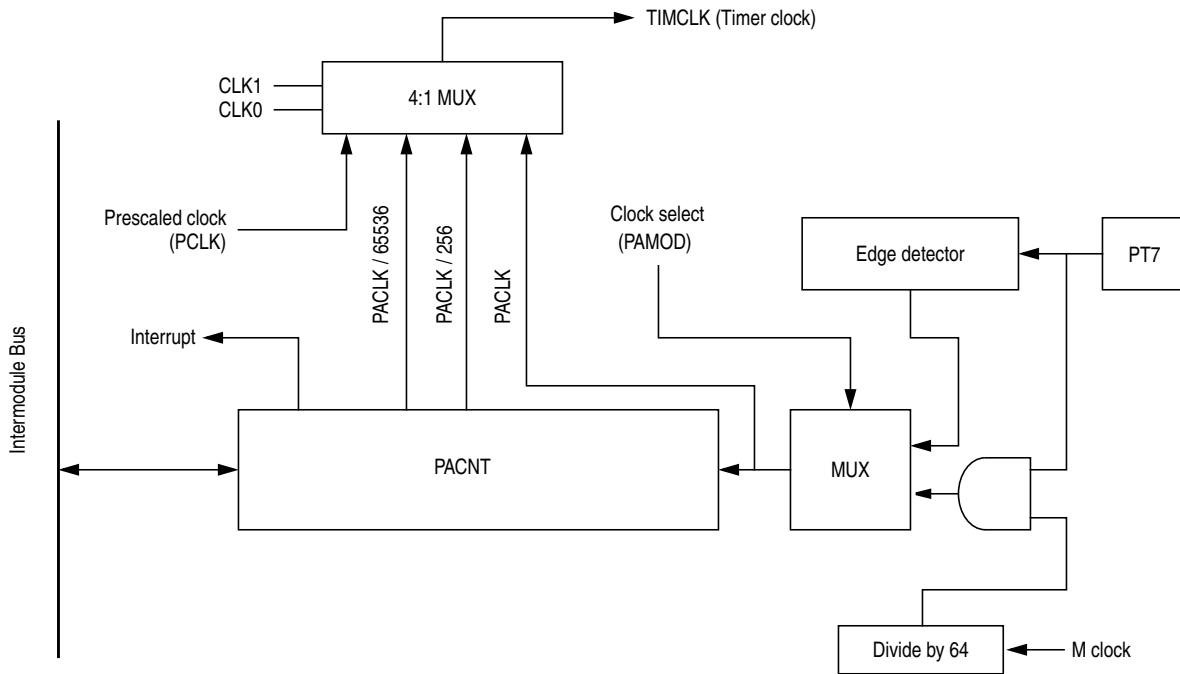 TIMCLK (Timer clock)
CLK1
CLK0
4:1 MUX
Prescaled clock
(PCLK)
PACLK / 65536
PACLK / 256
PACLK
Clock select
(PAMOD)
Edge detector
PT7
Interrupt
Intermodule Bus
PACNT
MUX
Divide by 64
M clock